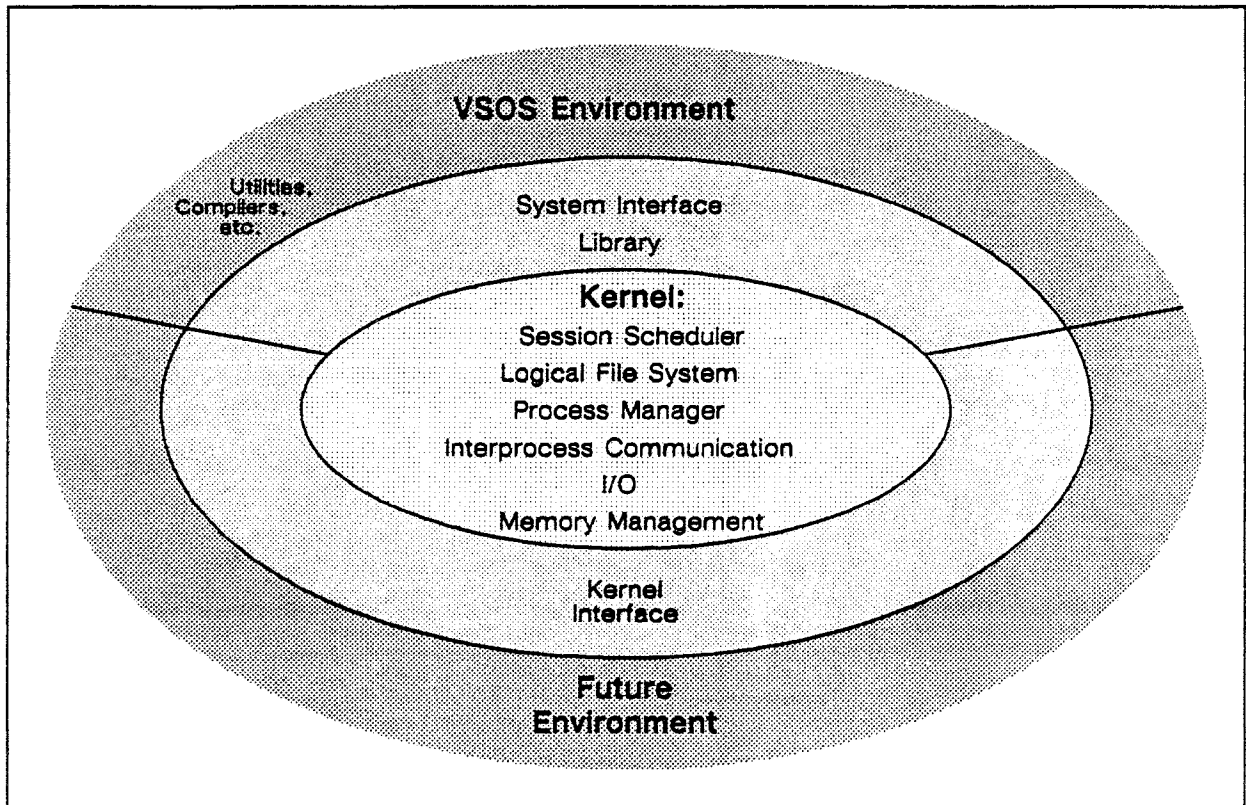 VSOS Environment
Utilities,
Compilers,
etc.
System Interface
Library
Kernel:
Session Scheduler
Logical File System
Process Manager
Interprocess Communication
I/O
Memory Management
Kernel
Interface
Future
Environment